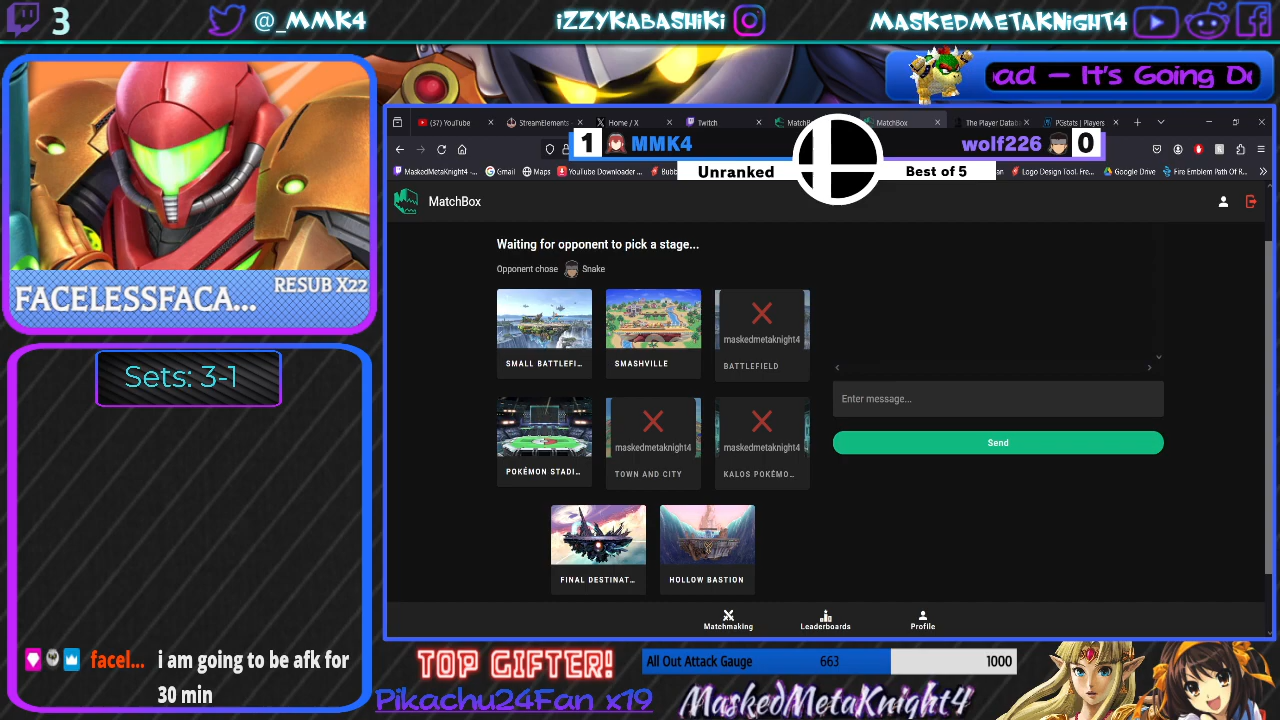 3
@_MMK4
iZZYKABASHiKi
MASKEDMETAKNIGHT4
ad — It's Going D
FACELESSFACA...
RESUB X22
Sets: 3-1
facel... i am going to be afk for
30 min
(37) YouTube
StreamElements -
Home / X
Twitch
MatchBox
The Player Datab
PGstats | Players
1 MMK4
wolf226 0
Unranked
Best of 5
MaskedMetaKnight4 -...
Gmail
Maps
YouTube Downloader ...
Logo Design Tool. Fre...
Google Drive
Fire Emblem Path Of R...
MatchBox
Waiting for opponent to pick a stage...
Opponent chose Snake
SMALL BATTLEFI...
SMASHVILLE
maskedmetaknight4
BATTLEFIELD
POKÉMON STADI...
maskedmetaknight4
TOWN AND CITY
maskedmetaknight4
KALOS POKÉMO...
FINAL DESTINAT...
HOLLOW BASTION
Enter message...
Send
Matchmaking
Leaderboards
Profile
TOP GIFTER!
Pikachu24Fan x19
All Out Attack Gauge 663 1000
MaskedMetaKnight4